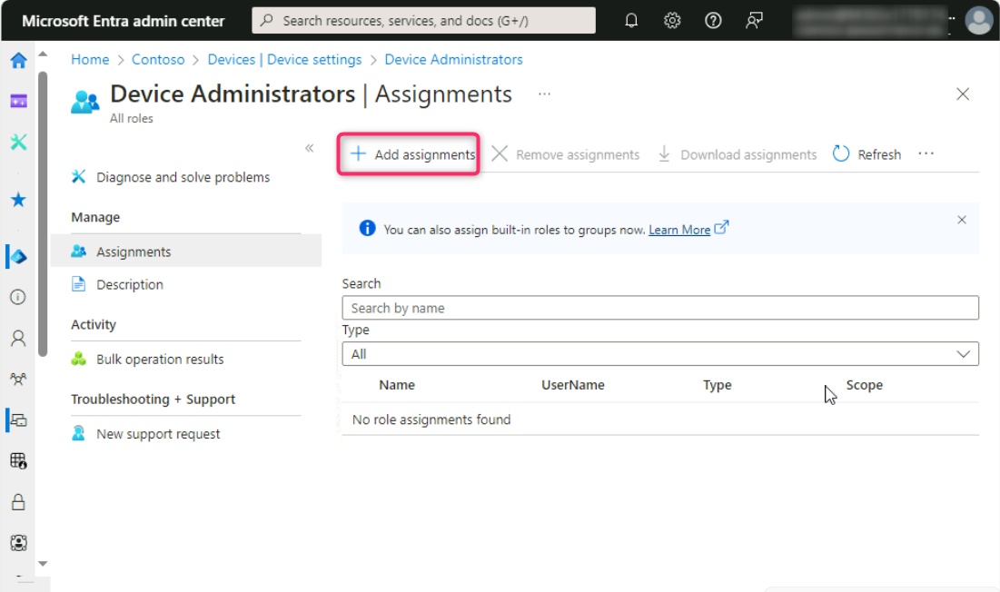 Microsoft Entra admin center
Search resources, services, and docs (G+/)
Home > Contoso > Devices | Device settings > Device Administrators
Device Administrators | Assignments ...
All roles
«
Add assignments
Remove assignments
Download assignments
Refresh
...
Diagnose and solve problems
Manage
Assignments
Description
Activity
Bulk operation results
Troubleshooting + Support
New support request
You can also assign built-in roles to groups now. Learn More
Search
Search by name
Type
All
Name UserName Type Scope
No role assignments found